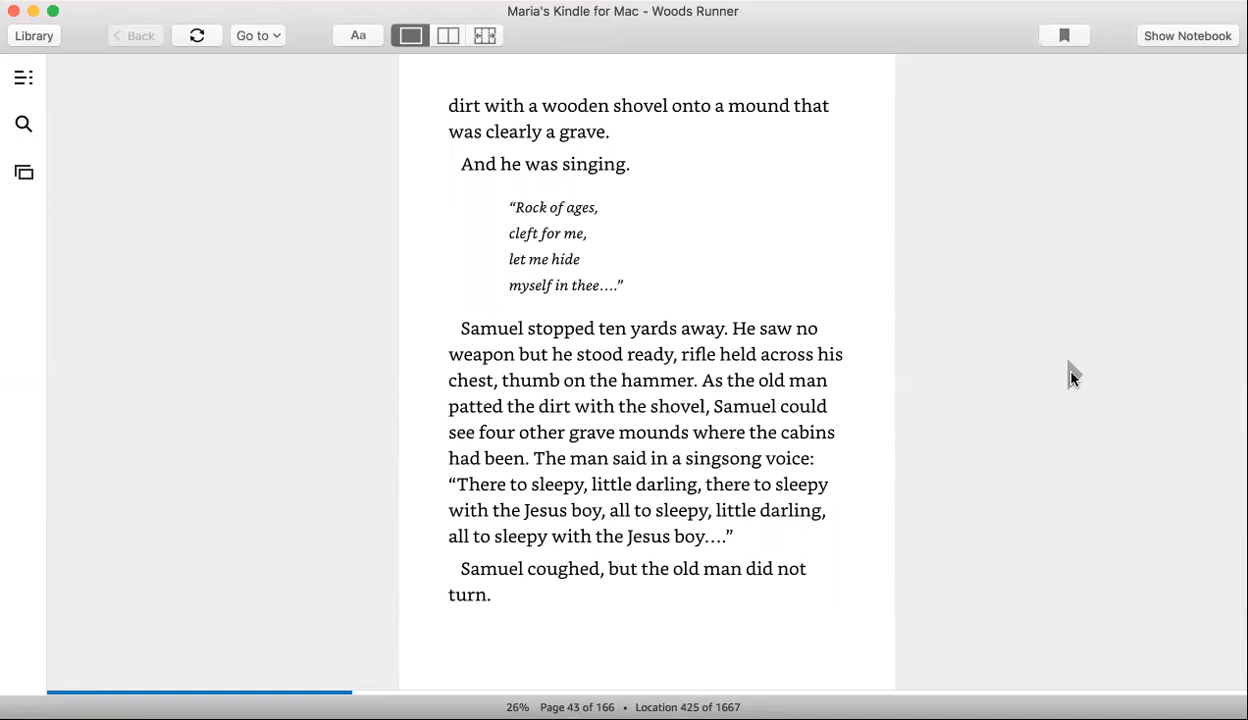 Maria's Kindle for Mac - Woods Runner
Library
Back
Go to
Aa
Show Notebook
dirt with a wooden shovel onto a mound that
was clearly a grave.
And he was singing.
“Rock of ages,
cleft for me,
let me hide
myself in thee....”
Samuel stopped ten yards away. He saw no
weapon but he stood ready, rifle held across his
chest, thumb on the hammer. As the old man
patted the dirt with the shovel, Samuel could
see four other grave mounds where the cabins
had been. The man said in a singsong voice:
“There to sleepy, little darling, there to sleepy
with the Jesus boy, all to sleepy, little darling,
all to sleepy with the Jesus boy....”
Samuel coughed, but the old man did not
turn.
26% Page 43 of 166 • Location 425 of 1667